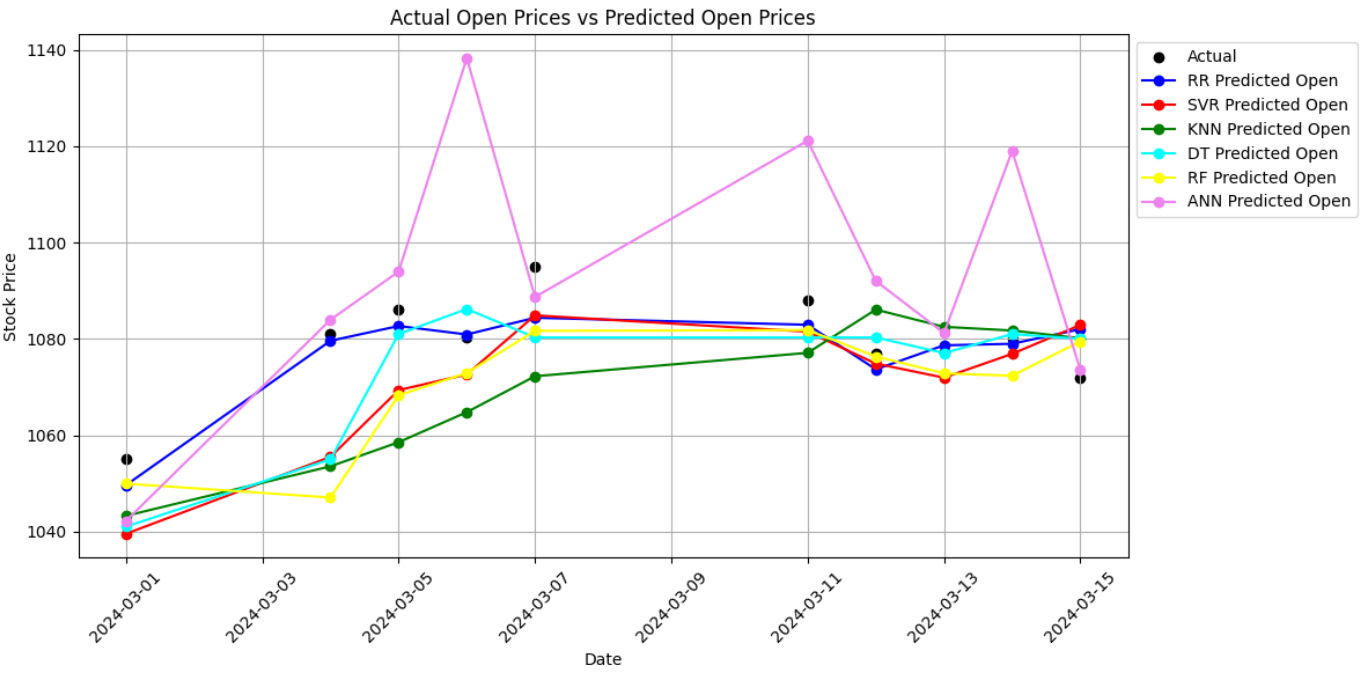 Actual Open Prices vs Predicted Open Prices
1140
1120
1100
1080
1060
1040
Stock Price
2024-03-01
2024-03-03
2024-03-05
2024-03-07
2024-03-09
2024-03-11
2024-03-13
2024-03-15
Date
Actual
RR Predicted Open
SVR Predicted Open
KNN Predicted Open
DT Predicted Open
RF Predicted Open
ANN Predicted Open